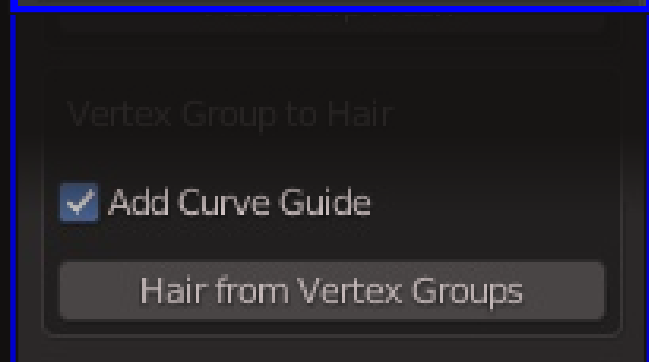 Vertex Group to Hair
Add Curve Guide
Hair from Vertex Groups